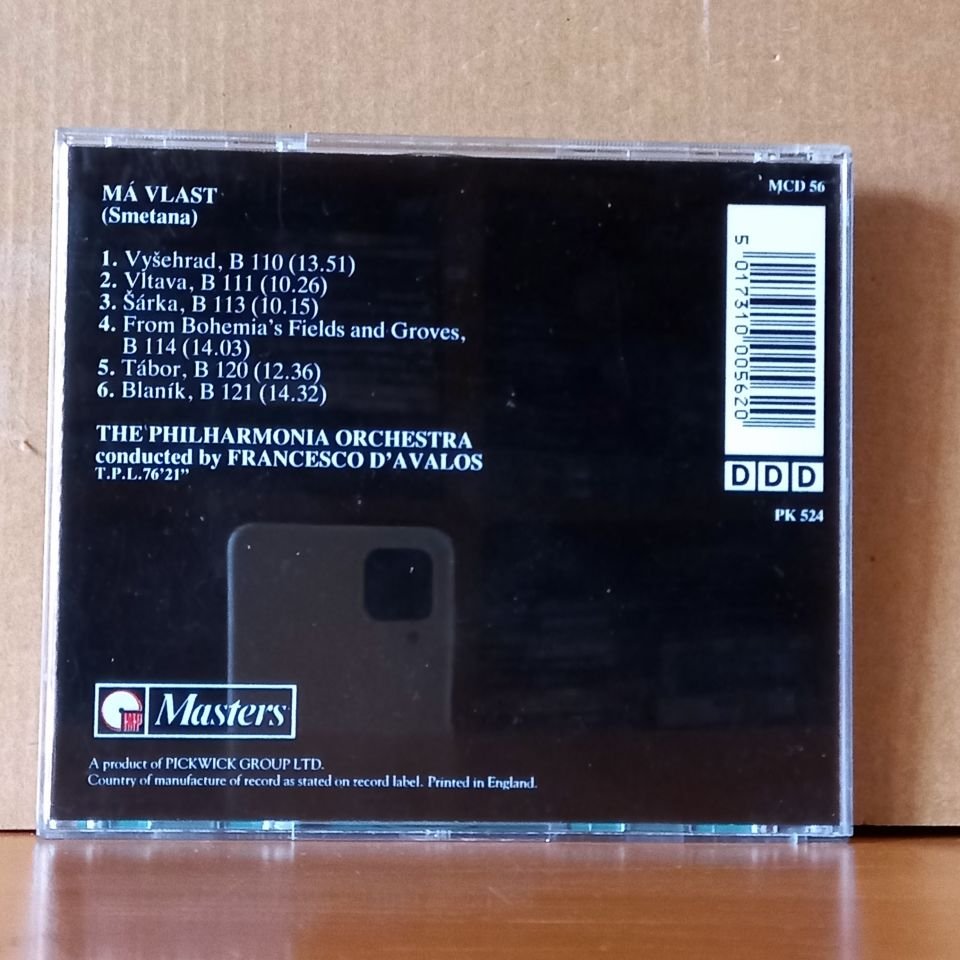 MÁ VLAST
(Smetana)
1. Vyšehrad, B 110 (13.51)
2. Vltava, B 111 (10.26)
3. Šárka, B 113 (10.15)
4. From Bohemia's Fields and Groves,
B 114 (14.03)
5. Tábor, B 120 (12.36)
6. Blaník, B 121 (14.32)
THE PHILHARMONIA ORCHESTRA
conducted by FRANCESCO D'AVALOS
T.P.L.76'21"
MCD 56
5 017310 005620
DDD
PK 524
IMP Masters
A product of PICKWICK GROUP LTD.
Country of manufacture of record as stated on record label. Printed in England.